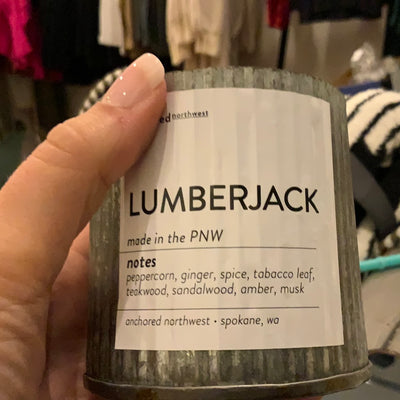 northwest
LUMBERJACK
made in the PNW
notes
peppercorn, ginger, spice, tobacco leaf,
teakwood, sandalwood, amber, musk
anchored northwest • spokane, wa